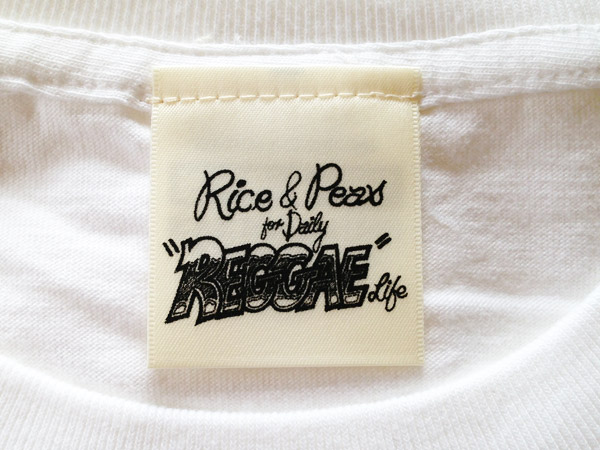 Rice & Peas
for Daily
"REGGAE"
Life